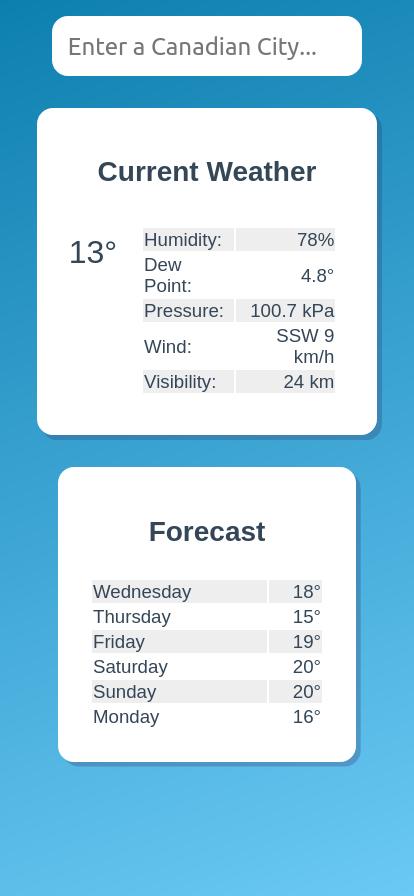 Enter a Canadian City...
Current Weather
13°
Humidity: 78%
Dew
Point: 4.8°
Pressure: 100.7 kPa
Wind: SSW 9
km/h
Visibility: 24 km
Forecast
Wednesday 18°
Thursday 15°
Friday 19°
Saturday 20°
Sunday 20°
Monday 16°